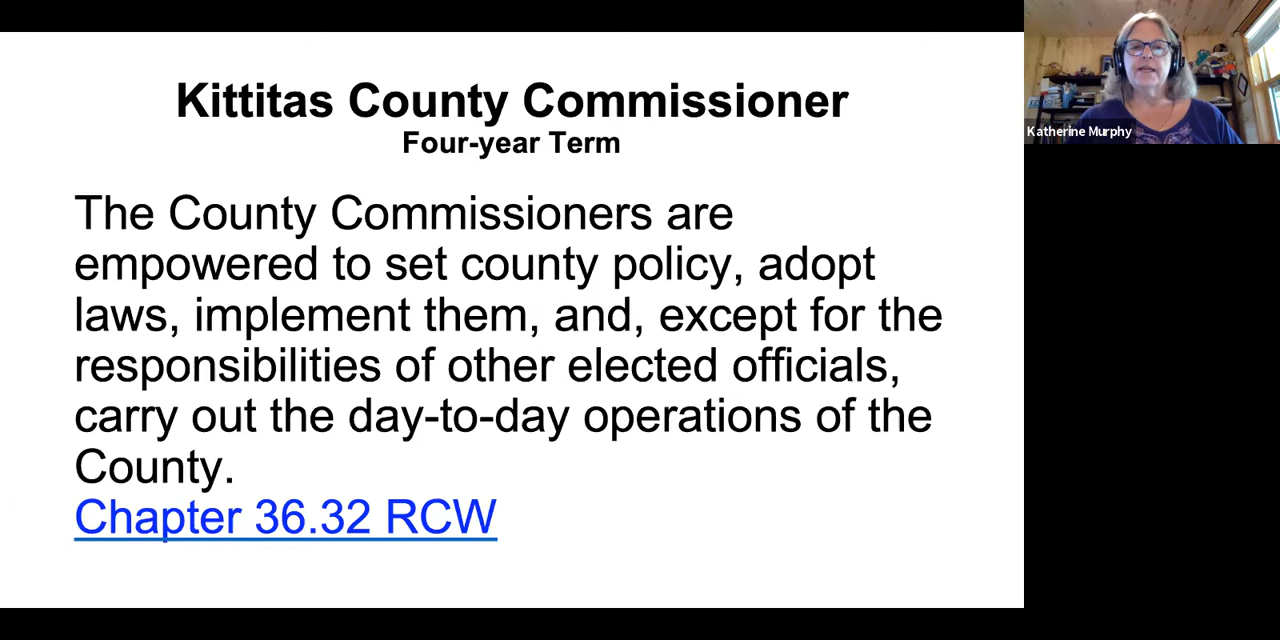 Kittitas County Commissioner
Four-year Term
The County Commissioners are
empowered to set county policy, adopt
laws, implement them, and, except for the
responsibilities of other elected officials,
carry out the day-to-day operations of the
County.
Chapter 36.32 RCW
Katherine Murphy